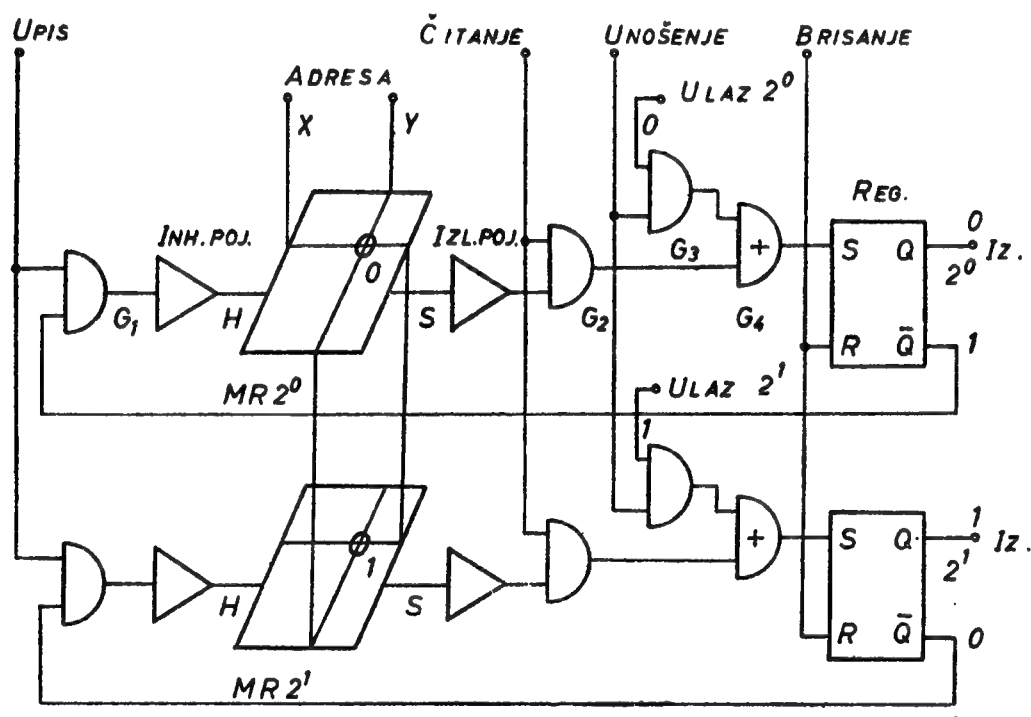 UPIS
ČITANJE
UNOŠENJE
BRISANJE
ADRESA
X
Y
ULAZ 2⁰
0
REG.
INH. POJ.
IZL. POJ.
0
G₁
H
S
G₂
G₃
+
G₄
S
Q
0
IZ.
2⁰
R
Q̅
1
MR 2⁰
ULAZ 2¹
1
1
H
S
+
S
Q
1
IZ.
2¹
R
Q̅
0
MR 2¹